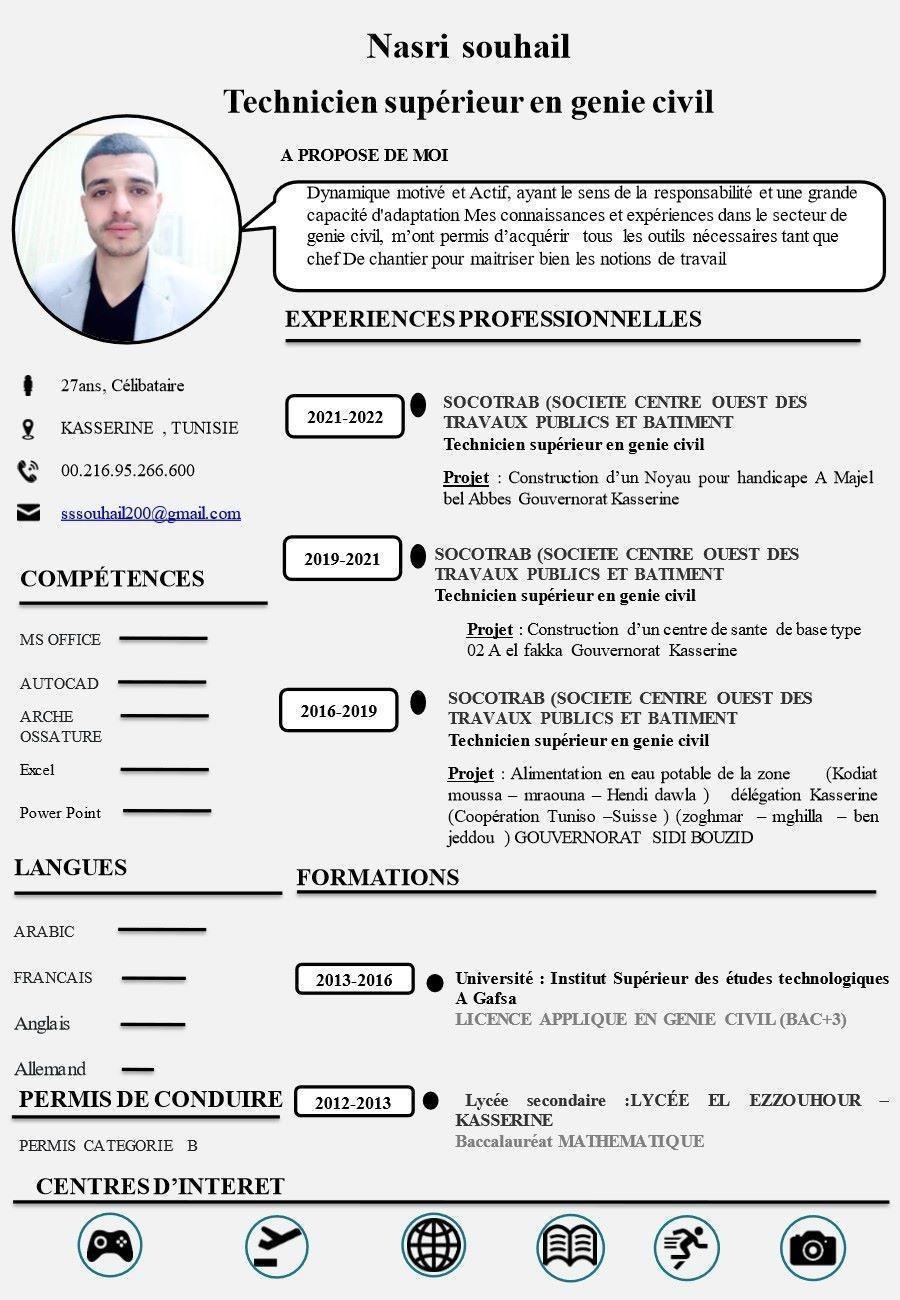 Nasri souhail
Technicien supérieur en genie civil
A PROPOSE DE MOI
Dynamique motivé et Actif, ayant le sens de la responsabilité et une grande
capacité d'adaptation Mes connaissances et expériences dans le secteur de
genie civil, m’ont permis d’acquérir tous les outils nécessaires tant que
chef De chantier pour maitriser bien les notions de travail
27ans, Célibataire
KASSERINE , TUNISIE
00.216.95.266.600
sssouhail200@gmail.com
COMPÉTENCES
MS OFFICE
AUTOCAD
ARCHE
OSSATURE
Excel
Power Point
LANGUES
ARABIC
FRANCAIS
Anglais
Allemand
PERMIS DE CONDUIRE
PERMIS CATEGORIE B
EXPERIENCES PROFESSIONNELLES
2021-2022
SOCOTRAB (SOCIETE CENTRE OUEST DES
TRAVAUX PUBLICS ET BATIMENT
Technicien supérieur en genie civil
Projet : Construction d’un Noyau pour handicape A Majel
bel Abbes Gouvernorat Kasserine
2019-2021
SOCOTRAB (SOCIETE CENTRE OUEST DES
TRAVAUX PUBLICS ET BATIMENT
Technicien supérieur en genie civil
Projet : Construction d’un centre de sante de base type
02 A el fakka Gouvernorat Kasserine
2016-2019
SOCOTRAB (SOCIETE CENTRE OUEST DES
TRAVAUX PUBLICS ET BATIMENT
Technicien supérieur en genie civil
Projet : Alimentation en eau potable de la zone (Kodiat
moussa – mraouna – Hendi dawla ) délégation Kasserine
(Coopération Tuniso –Suisse ) (zoghmar – mghilla – ben
jeddou ) GOUVERNORAT SIDI BOUZID
FORMATIONS
2013-2016
Université : Institut Supérieur des études technologiques
A Gafsa
LICENCE APPLIQUE EN GENIE CIVIL (BAC+3)
2012-2013
Lycée secondaire :LYCÉE EL EZZOUHOUR –
KASSERINE
Baccalauréat MATHEMATIQUE
CENTRES D’INTERET